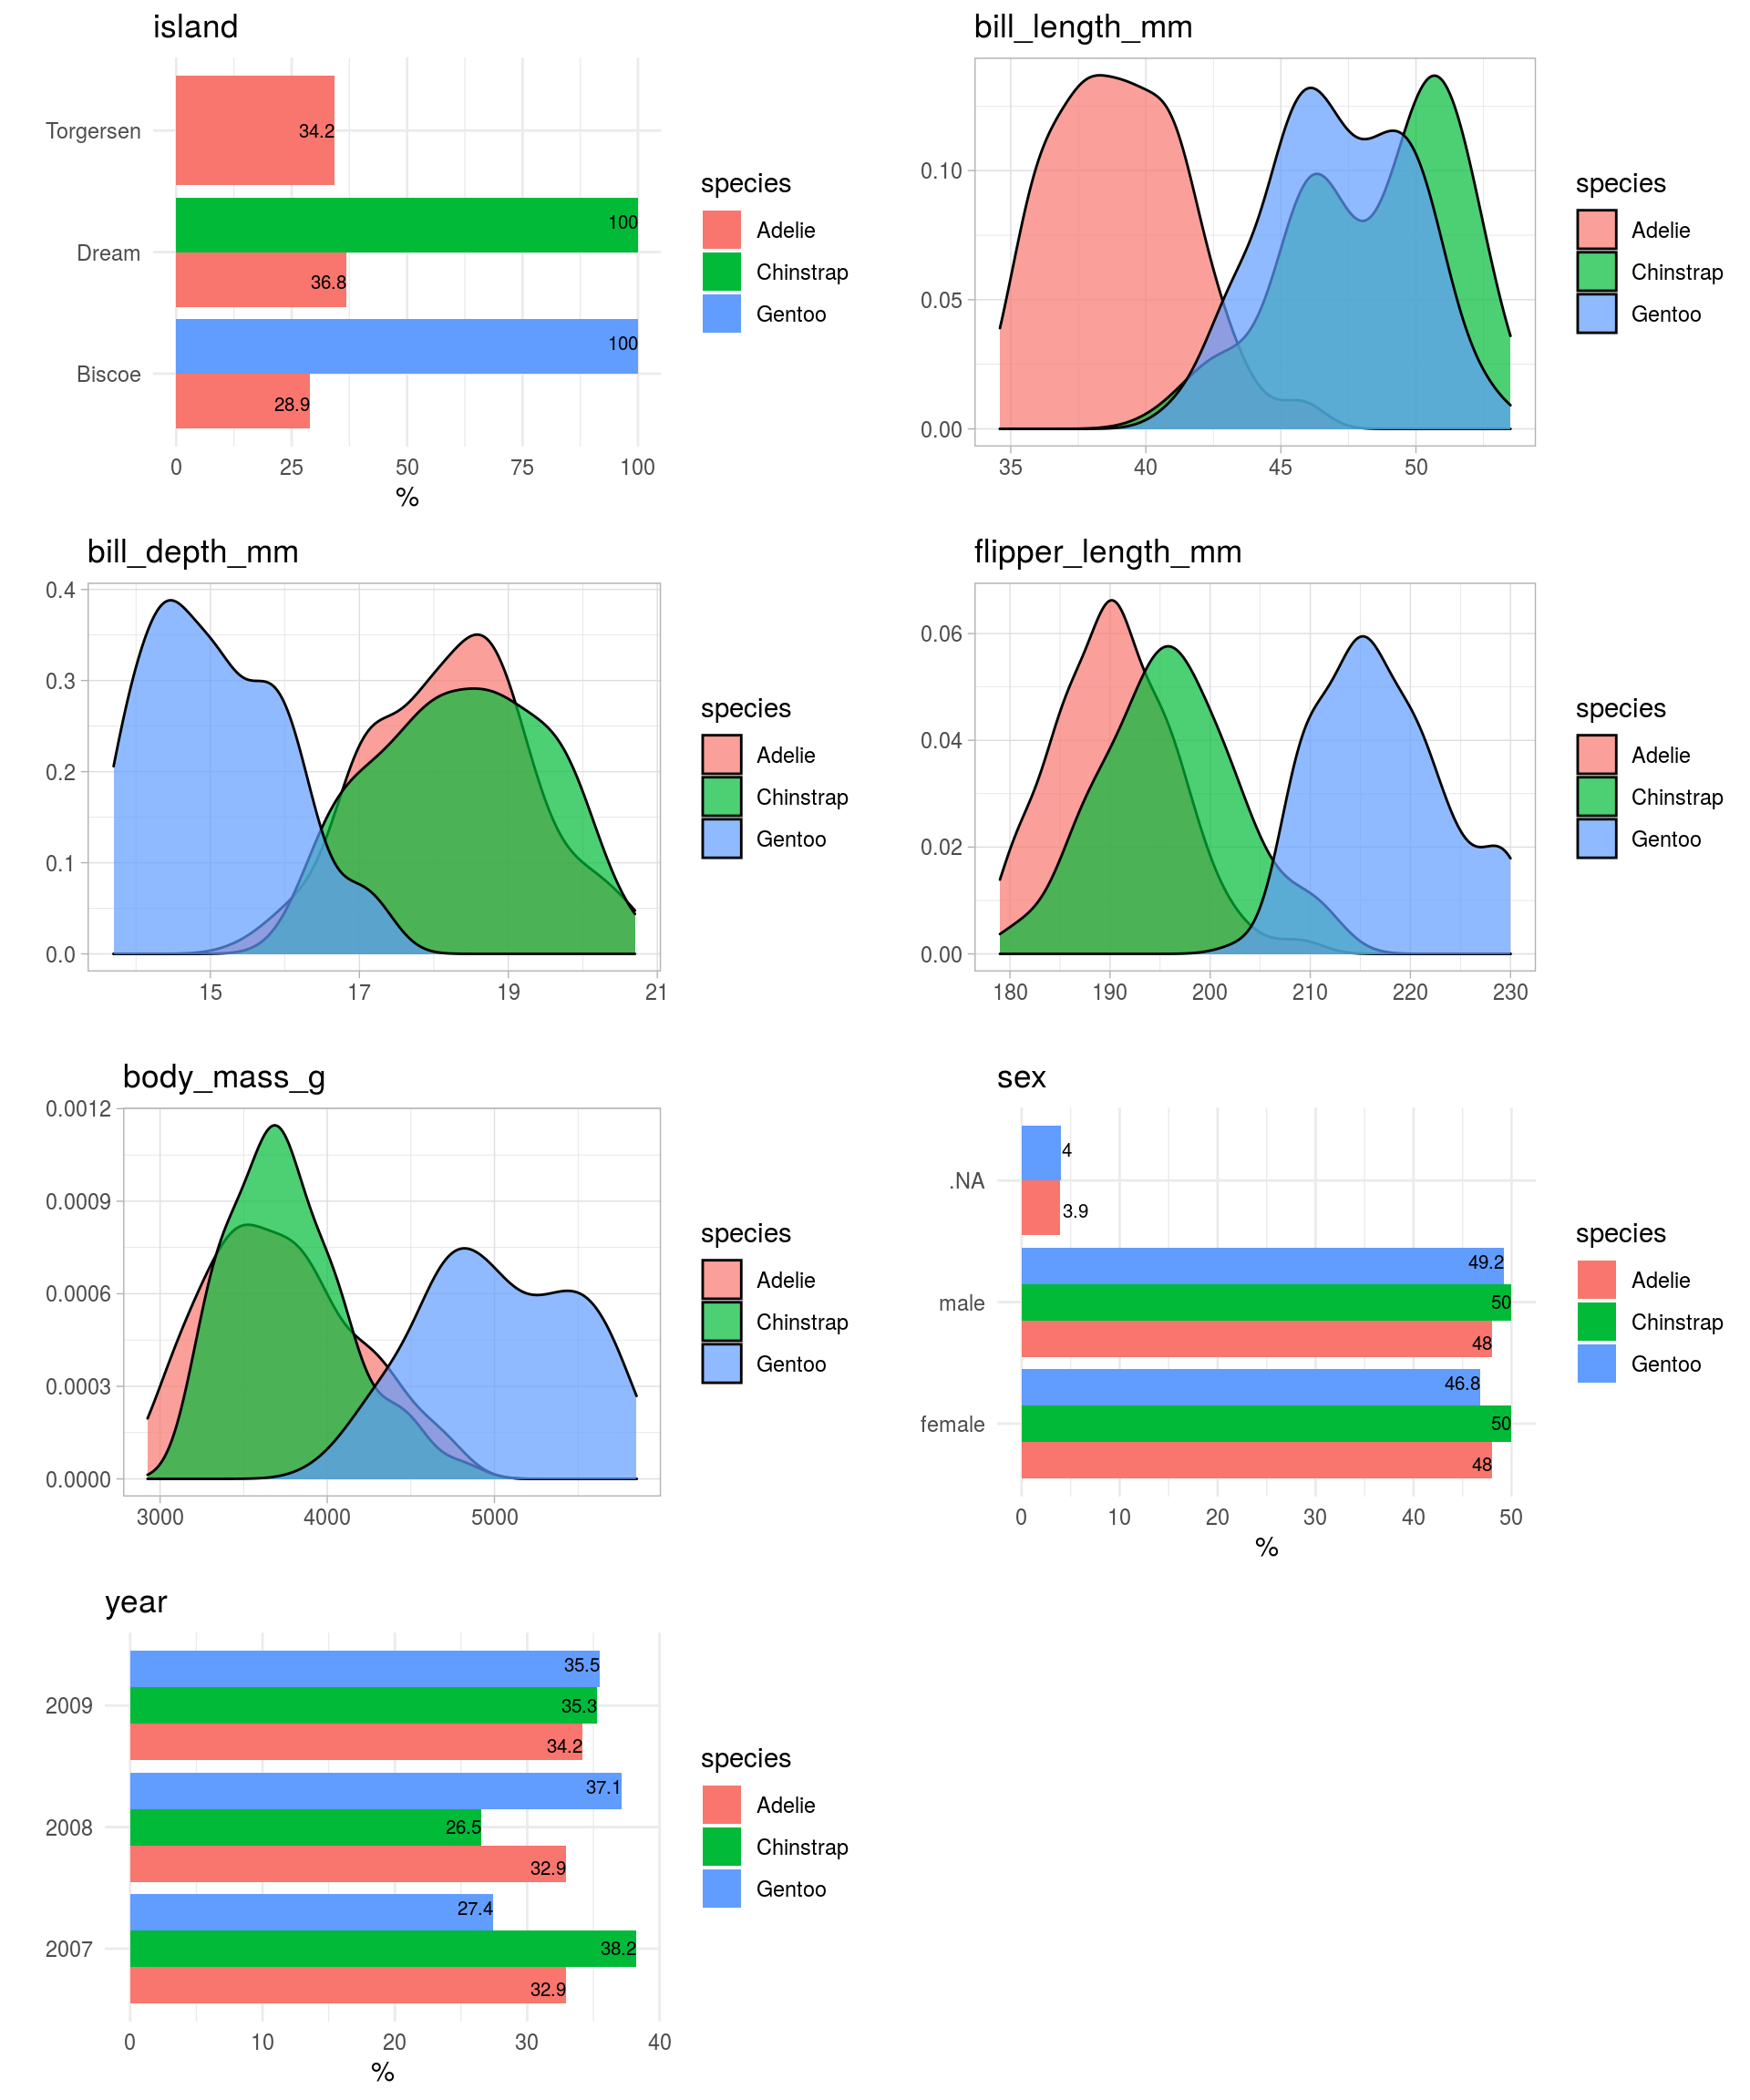 island
Torgersen
Dream
Biscoe
34.2
100
36.8
100
28.9
0 25 50 75 100
%
species
Adelie
Chinstrap
Gentoo
bill_length_mm
0.10
0.05
0.00
35 40 45 50
species
Adelie
Chinstrap
Gentoo
bill_depth_mm
0.4
0.3
0.2
0.1
0.0
15 17 19 21
species
Adelie
Chinstrap
Gentoo
flipper_length_mm
0.06
0.04
0.02
0.00
180 190 200 210 220 230
species
Adelie
Chinstrap
Gentoo
body_mass_g
0.0012
0.0009
0.0006
0.0003
0.0000
3000 4000 5000
species
Adelie
Chinstrap
Gentoo
sex
.NA
male
female
4
3.9
49.2
50
48
46.8
50
48
0 10 20 30 40 50
%
species
Adelie
Chinstrap
Gentoo
year
2009
2008
2007
35.5
35.3
34.2
37.1
26.5
32.9
27.4
38.2
32.9
0 10 20 30 40
%
species
Adelie
Chinstrap
Gentoo